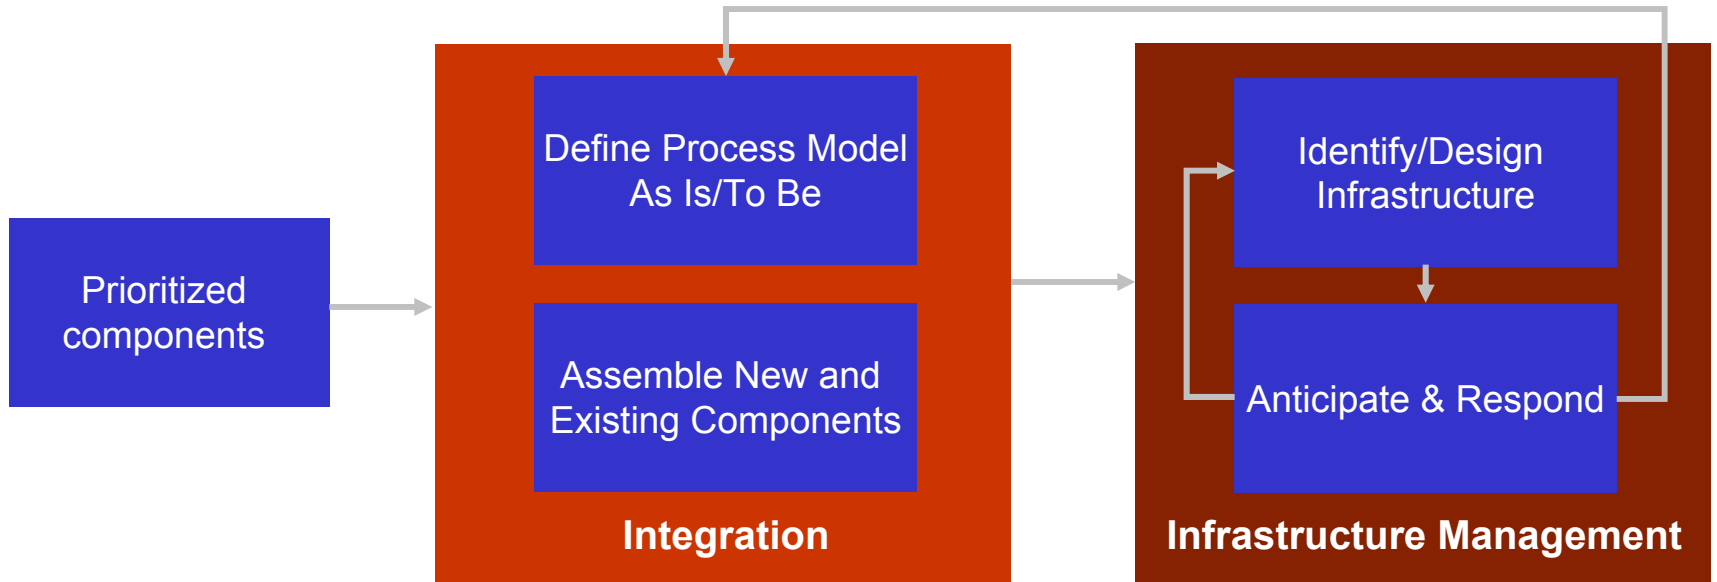 Prioritized
components
Define Process Model
As Is/To Be
Assemble New and
Existing Components
Integration
Identify/Design
Infrastructure
Anticipate & Respond
Infrastructure Management